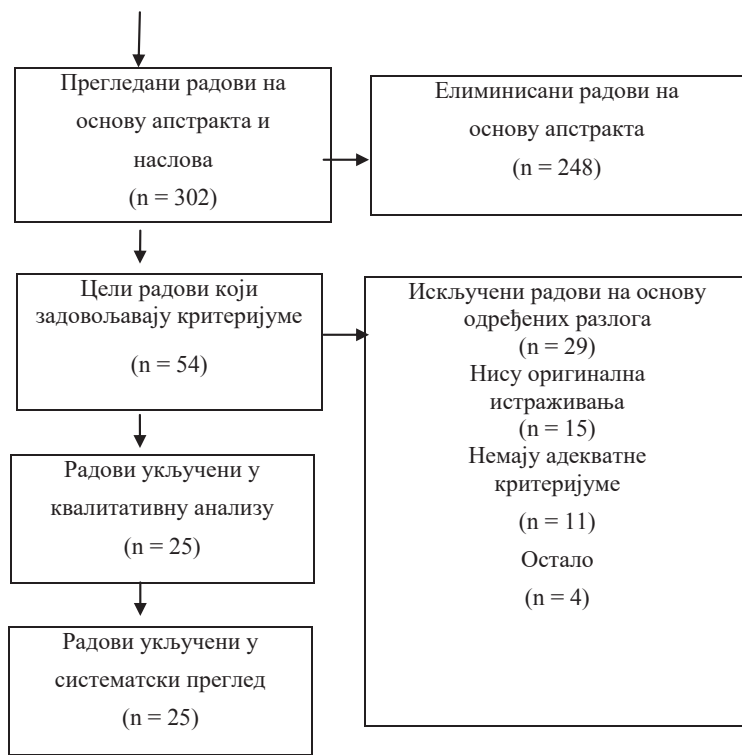 Прегледани радови на
основу апстракта и
наслова
(n = 302)
Елиминисани радови на
основу апстракта
(n = 248)
Цели радови који
задовољавају критеријуме
(n = 54)
Искључени радови на основу
одређених разлога
(n = 29)
Нису оригинална
истраживања
(n = 15)
Немају адекватне
критеријуме
(n = 11)
Остало
(n = 4)
Радови укључени у
квалитативну анализу
(n = 25)
Радови укључени у
систематски преглед
(n = 25)